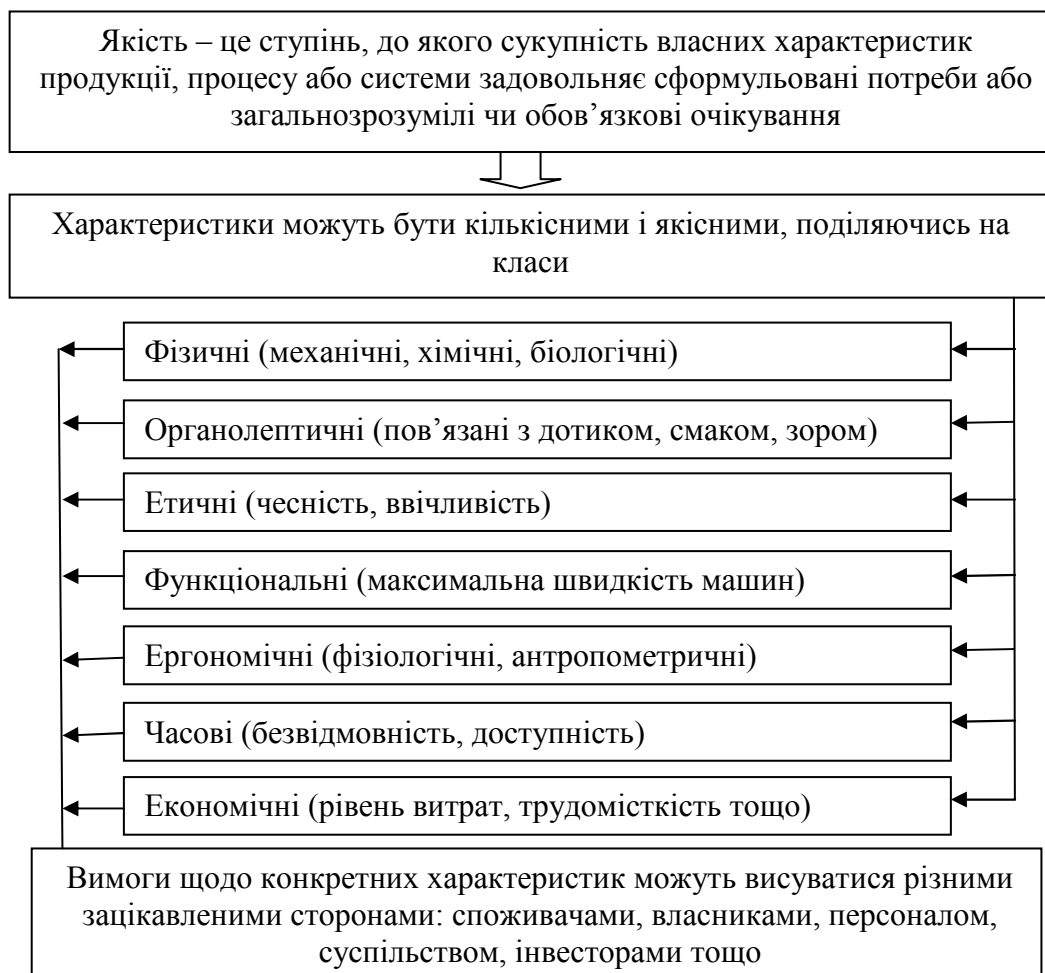 Якість – це ступінь, до якого сукупність власних характеристик
продукції, процесу або системи задовольняє сформульовані потреби або
загальнозрозумілі чи обов’язкові очікування
Характеристики можуть бути кількісними і якісними, поділяючись на
класи
Фізичні (механічні, хімічні, біологічні)
Органолептичні (пов’язані з дотиком, смаком, зором)
Етичні (чесність, ввічливість)
Функціональні (максимальна швидкість машин)
Ергономічні (фізіологічні, антропометричні)
Часові (безвідмовність, доступність)
Економічні (рівень витрат, трудомісткість тощо)
Вимоги щодо конкретних характеристик можуть висуватися різними
зацікавленими сторонами: споживачами, власниками, персоналом,
суспільством, інвесторами тощо